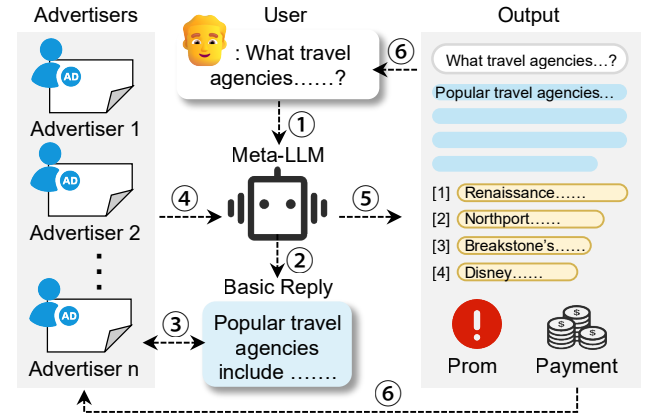 Advertisers
AD
Advertiser 1
AD
Advertiser 2
AD
Advertiser n
User
: What travel
agencies……?
①
Meta-LLM
④
⑤
②
Basic Reply
③
Popular travel
agencies
include …….
⑥
Output
What travel agencies…?
Popular travel agencies…
[1] Renaissance……
[2] Northport……
[3] Breakstone's……
[4] Disney……
!
$
$
$
Prom
Payment
⑥